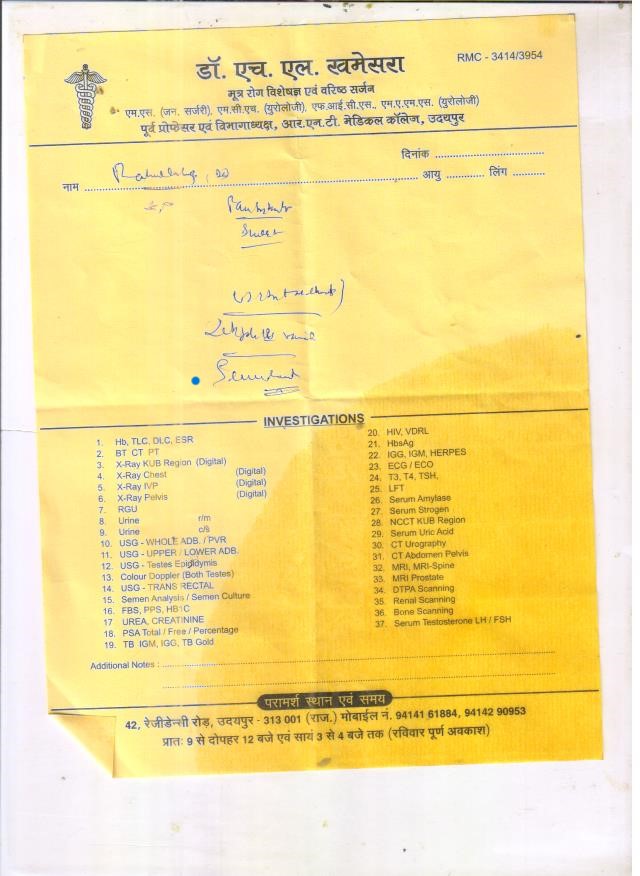 RMC - 3414/3954
डॉ. एच. एल. खमेसरा
मूत्र रोग विशेषज्ञ एवं वरिष्ठ सर्जन
एम.एस. (जन. सर्जरी), एम.सी.एच. (युरोलोजी), एफ.आई.सी.एस., एम.ए.एम.एस. (युरोलोजी)
पूर्व प्रोफेसर एवं विभागाध्यक्ष, आर.एन.टी. मेडिकल कॉलेज, उदयपुर
दिनांक
नाम आयु लिंग
INVESTIGATIONS
1. Hb, TLC, DLC, ESR
2. BT CT PT
3. X-Ray KUB Region (Digital)
4. X-Ray Chest (Digital)
5. X-Ray IVP (Digital)
6. X-Ray Pelvis (Digital)
7. RGU
8. Urine r/m
9. Urine c/s
10. USG - WHOLE ADB. / PVR
11. USG - UPPER / LOWER ADB.
12. USG - Testes Epididymis
13. Colour Doppler (Both Testes)
14. USG - TRANS RECTAL
15. Semen Analysis / Semen Culture
16. FBS, PPS, HB1C
17 UREA, CREATININE
18. PSA Total / Free / Percentage
19. TB IGM, IGG, TB Gold
20. HIV, VDRL
21. HbsAg
22. IGG, IGM, HERPES
23. ECG / ECO
24. T3, T4, TSH,
25. LFT
26. Serum Amylase
27. Serum Strogen
28. NCCT KUB Region
29. Serum Uric Acid
30. CT Urography
31. CT Abdomen Pelvis
32. MRI, MRI-Spine
33. MRI Prostate
34. DTPA Scanning
35. Renal Scanning
36. Bone Scanning
37. Serum Testosterone LH / FSH
Additional Notes :
परामर्श स्थान एवं समय
42, रेजीडेन्सी रोड़, उदयपुर - 313 001 (राज.) मोबाईल नं. 94141 61884, 94142 90953
प्रातः 9 से दोपहर 12 बजे एवं सायं 3 से 4 बजे तक (रविवार पूर्ण अवकाश)